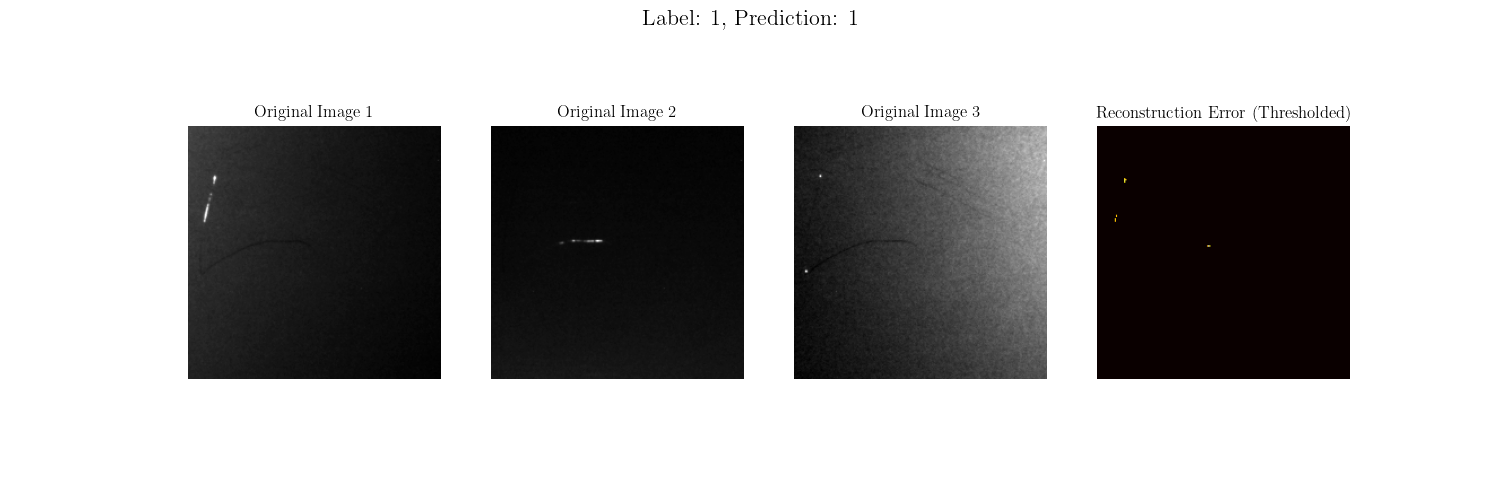 Label: 1, Prediction: 1
Original Image 1
Original Image 2
Original Image 3
Reconstruction Error (Thresholded)